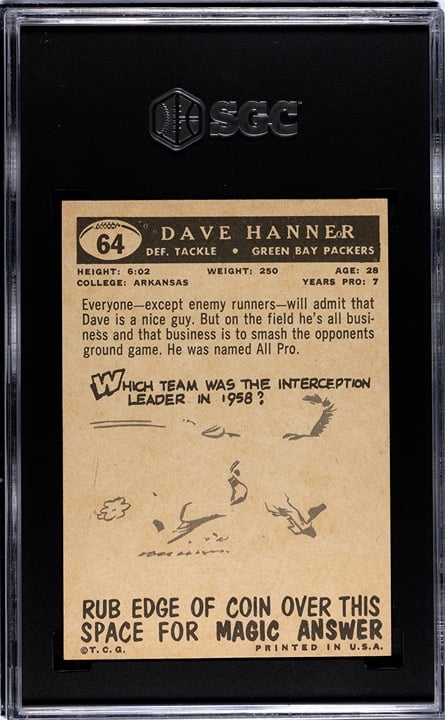 SGC
64
DAVE HANNER
DEF. TACKLE • GREEN BAY PACKERS
HEIGHT: 6:02 WEIGHT: 250 AGE: 28
COLLEGE: ARKANSAS YEARS PRO: 7
Everyone—except enemy runners—will admit that
Dave is a nice guy. But on the field he's all busi-
ness and that business is to smash the opponents
ground game. He was named All Pro.
WHICH TEAM WAS THE INTERCEPTION
LEADER IN 1958?
RUB EDGE OF COIN OVER THIS
SPACE FOR MAGIC ANSWER
©T.C.G. PRINTED IN U.S.A.